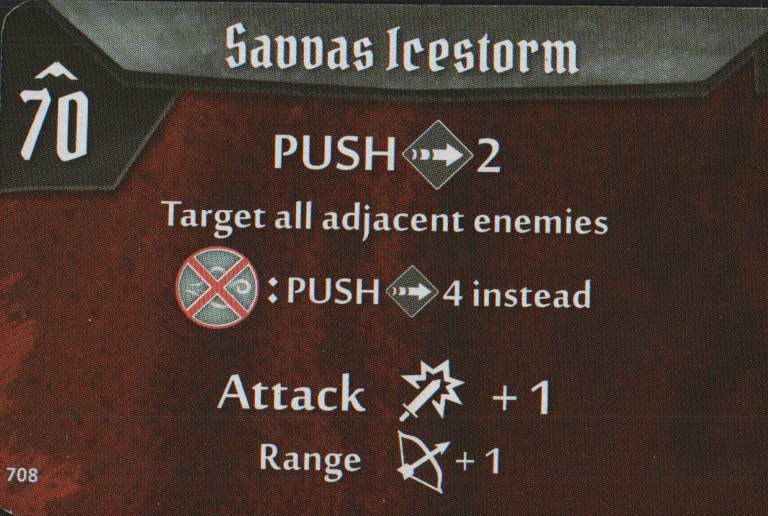 Savvas Icestorm
70
PUSH 2
Target all adjacent enemies
: PUSH 4 instead
Attack + 1
Range + 1
708